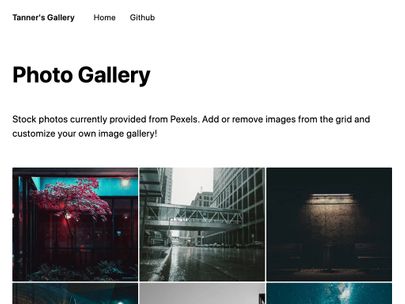 Tanner's Gallery Home Github
Photo Gallery
Stock photos currently provided from Pexels. Add or remove images from the grid and
customize your own image gallery!